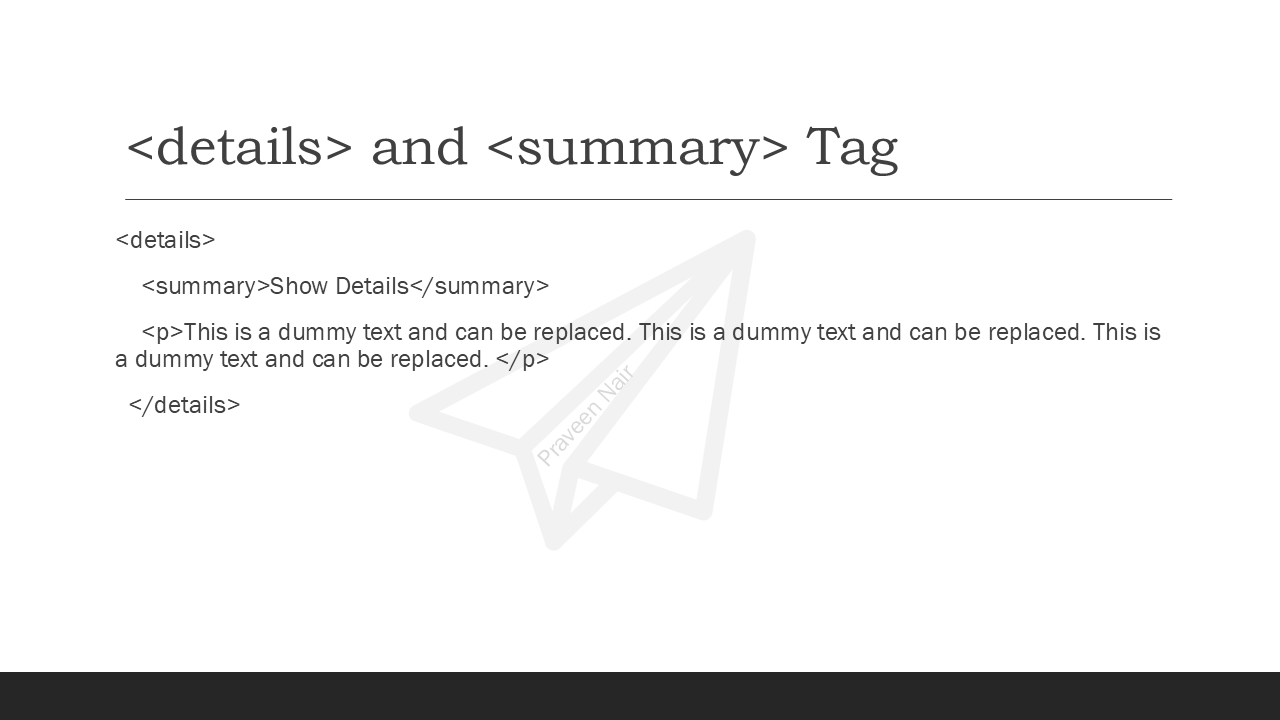 <details> and <summary> Tag
<details>
<summary>Show Details</summary>
<p>This is a dummy text and can be replaced. This is a dummy text and can be replaced. This is
a dummy text and can be replaced. </p>
</details>
Praveen Nair